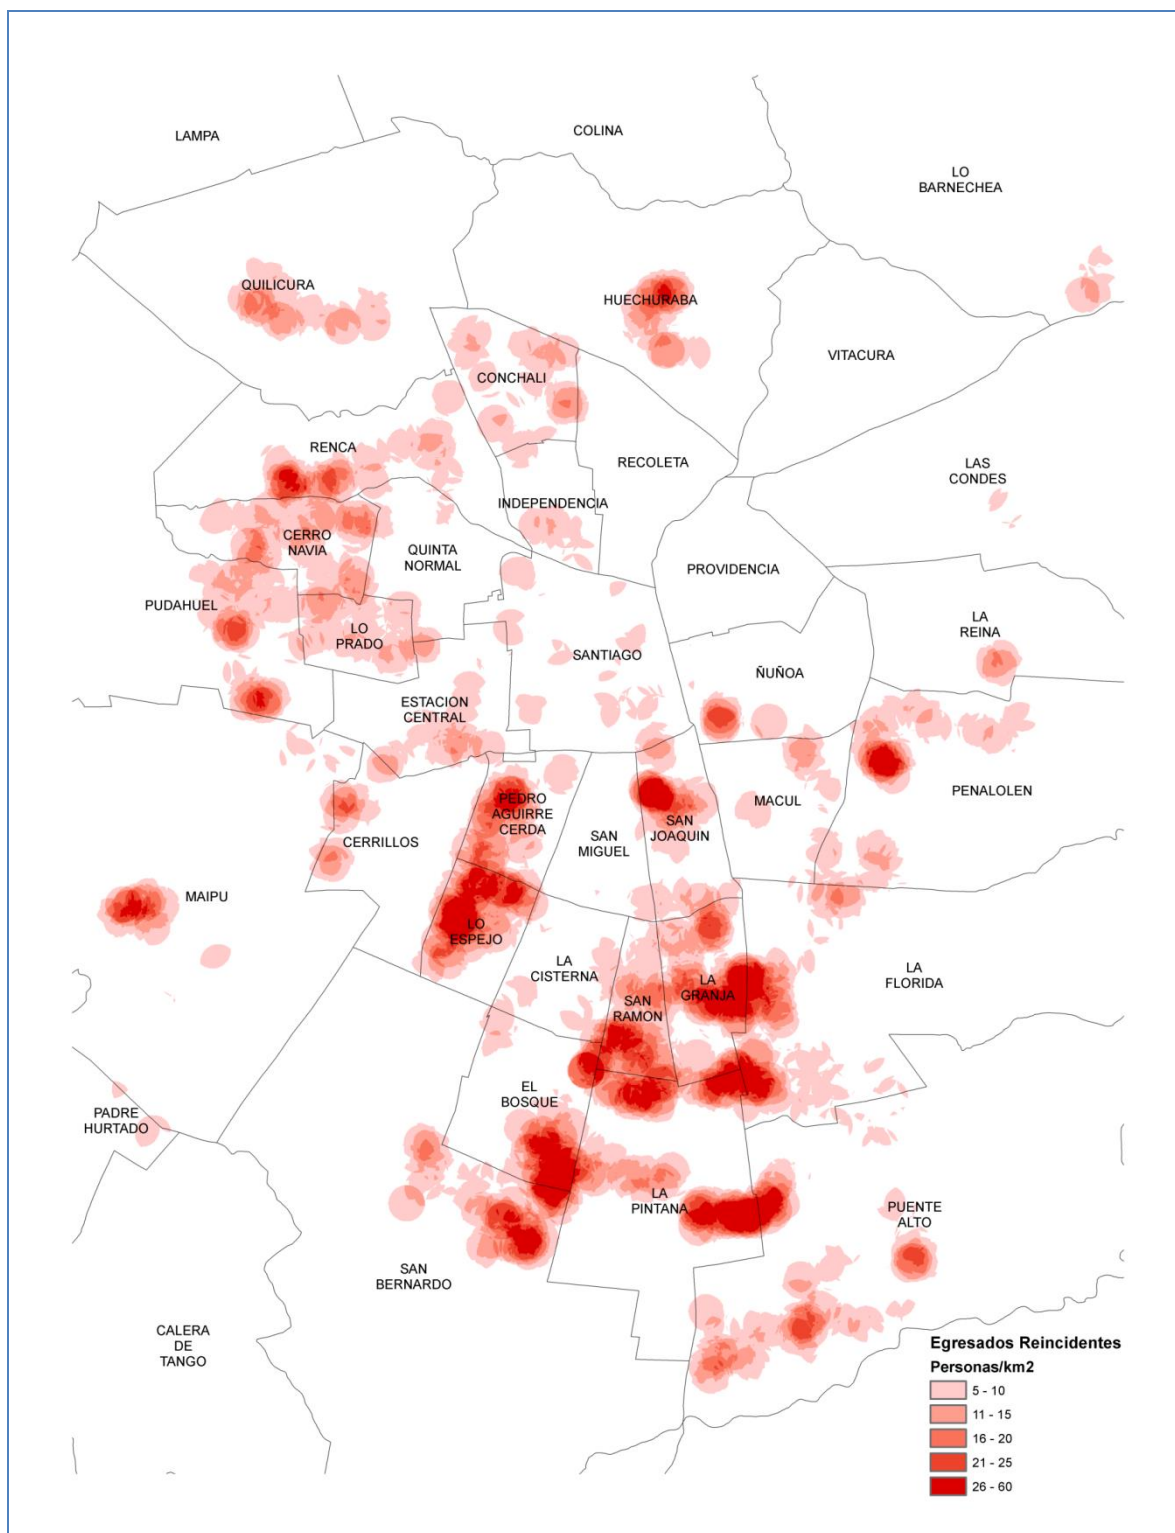 LAMPA
COLINA
LO
BARNECHEA
QUILICURA
HUECHURABA
VITACURA
CONCHALI
RENCA
RECOLETA
LAS
CONDES
INDEPENDENCIA
CERRO
NAVIA
QUINTA
NORMAL
PROVIDENCIA
PUDAHUEL
LO
PRADO
LA
REINA
SANTIAGO
ÑUÑOA
ESTACION
CENTRAL
PENALOLEN
PEDRO
AGUIRRE
CERDA
MACUL
SAN
JOAQUIN
CERRILLOS
SAN
MIGUEL
MAIPU
LO
ESPEJO
LA
CISTERNA
LA
FLORIDA
LA
GRANJA
SAN
RAMON
EL
BOSQUE
PADRE
HURTADO
LA
PINTANA
PUENTE
ALTO
SAN
BERNARDO
CALERA
DE
TANGO
Egresados Reincidentes
Personas/km2
5 - 10
11 - 15
16 - 20
21 - 25
26 - 60